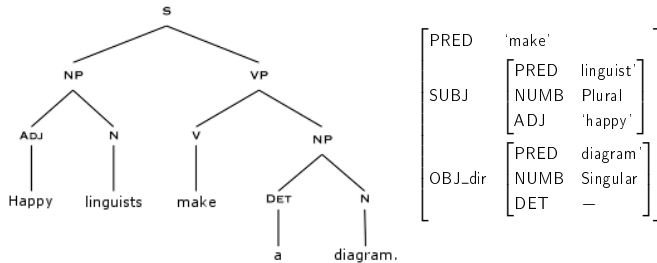 S
NP VP
ADJ N V NP
Happy linguists make DET N
a diagram.
PRED ‘make’
SUBJ PRED linguist’
NUMB Plural
ADJ ‘happy’
OBJ_dir PRED diagram’
NUMB Singular
DET —